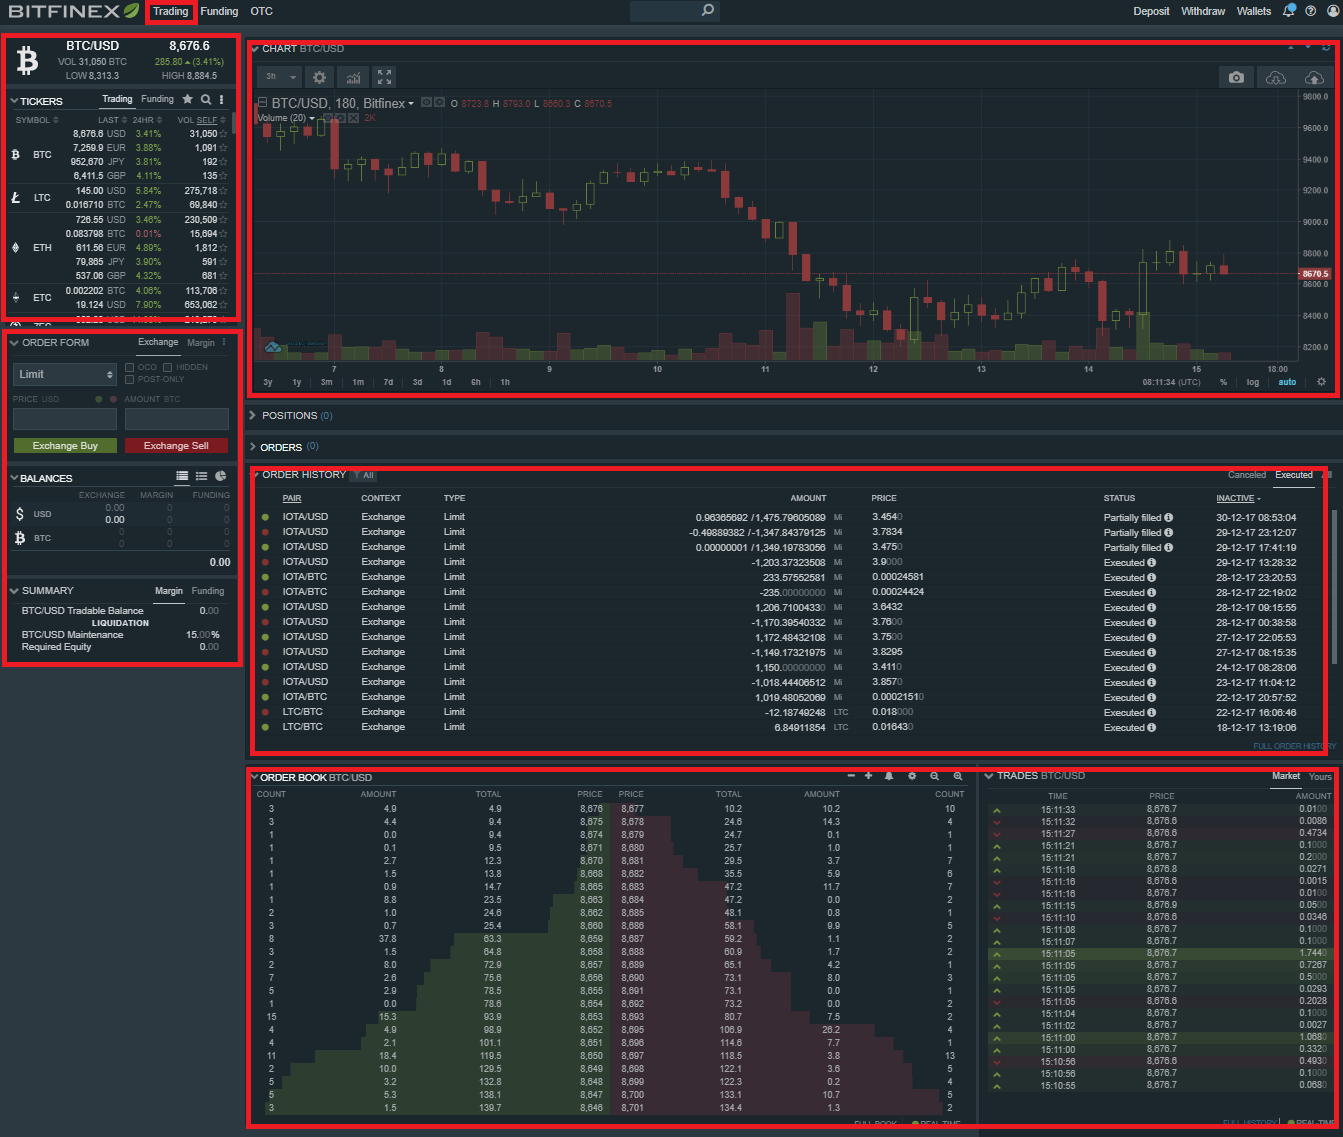 BITFINEX Trading Funding OTC Deposit Withdraw Wallets
BTC/USD 8,676.6
VOL 31,050 BTC 285.80 (3.41%)
LOW 8,313.3 HIGH 8,884.5
TICKERS Trading Funding
SYMBOL LAST 24HR VOL SELF
8,676.6 USD 3.41% 31,050
BTC 7,259.9 EUR 3.88% 1,091
952,670 JPY 3.81% 192
6,411.5 GBP 4.11% 135
LTC 145.00 USD 5.84% 275,718
0.016710 BTC 2.47% 69,840
726.55 USD 3.46% 230,509
0.083798 BTC 0.01% 15,694
ETH 611.56 EUR 4.89% 1,812
79,865 JPY 3.90% 591
537.06 GBP 4.32% 681
ETC 0.002202 BTC 4.06% 113,706
19.124 USD 7.90% 653,062
ORDER FORM Exchange Margin
Limit OCO HIDDEN
POST-ONLY
PRICE USD AMOUNT BTC
Exchange Buy Exchange Sell
BALANCES
EXCHANGE MARGIN FUNDING
USD 0.00 0 0
0.00 0 0
BTC 0 0 0
0 0 0
0.00
SUMMARY Margin Funding
BTC/USD Tradable Balance 0.00
LIQUIDATION
BTC/USD Maintenance 15.00%
Required Equity 0.00
CHART BTC/USD
3h
BTC/USD, 180, Bitfinex O 8723.8 H 8793.0 L 8660.3 C 8670.5
Volume (20) 2K
9800.0
9600.0
9400.0
9200.0
9000.0
8800.0
8670.5
8600.0
8400.0
8200.0
7 8 9 10 11 12 13 14 15 18:00
3y 1y 3m 1m 7d 3d 1d 6h 1h 08:11:34 (UTC) % log auto
POSITIONS (0)
ORDERS (0)
ORDER HISTORY All Canceled Executed All
PAIR CONTEXT TYPE AMOUNT PRICE STATUS INACTIVE
IOTA/USD Exchange Limit 0.96365692 /1,475.79605089 Mi 3.4540 Partially filled 30-12-17 08:53:04
IOTA/USD Exchange Limit -0.49889382 /-1,347.84379125 Mi 3.7834 Partially filled 29-12-17 23:12:07
IOTA/USD Exchange Limit 0.00000001 /1,349.19783056 Mi 3.4750 Partially filled 29-12-17 17:41:19
IOTA/USD Exchange Limit -1,203.37323508 Mi 3.9000 Executed 29-12-17 13:28:32
IOTA/BTC Exchange Limit 233.57552581 Mi 0.00024581 Executed 28-12-17 23:20:53
IOTA/BTC Exchange Limit -235.00000000 Mi 0.00024424 Executed 28-12-17 22:19:02
IOTA/USD Exchange Limit 1,206.71004330 Mi 3.6432 Executed 28-12-17 09:15:55
IOTA/USD Exchange Limit -1,170.39540332 Mi 3.7600 Executed 28-12-17 00:38:58
IOTA/USD Exchange Limit 1,172.48432108 Mi 3.7500 Executed 27-12-17 22:05:53
IOTA/USD Exchange Limit -1,149.17321975 Mi 3.8295 Executed 27-12-17 08:15:35
IOTA/USD Exchange Limit 1,150.00000000 Mi 3.4110 Executed 24-12-17 08:28:06
IOTA/USD Exchange Limit -1,018.44406512 Mi 3.8570 Executed 23-12-17 11:04:12
IOTA/BTC Exchange Limit 1,019.48052069 Mi 0.00021510 Executed 22-12-17 20:57:52
LTC/BTC Exchange Limit -12.18749248 LTC 0.018000 Executed 22-12-17 16:06:46
LTC/BTC Exchange Limit 6.84911854 LTC 0.016430 Executed 18-12-17 13:19:06
FULL ORDER HISTORY
ORDER BOOK BTC/USD
COUNT AMOUNT TOTAL PRICE PRICE TOTAL AMOUNT COUNT
3 4.9 4.9 8,676 8,677 10.2 10.2 10
3 4.4 9.4 8,675 8,678 24.6 14.3 4
1 0.0 9.4 8,674 8,679 24.7 0.1 1
1 0.1 9.5 8,671 8,680 25.7 1.0 1
1 2.7 12.3 8,670 8,681 29.5 3.7 7
1 1.5 13.8 8,668 8,682 35.5 5.9 6
1 0.9 14.7 8,665 8,683 47.2 11.7 7
1 8.8 23.5 8,663 8,684 47.2 0.0 2
2 1.0 24.6 8,662 8,685 48.1 0.8 1
3 0.7 25.4 8,660 8,686 58.1 9.9 5
8 37.8 63.3 8,659 8,687 59.2 1.1 2
3 1.5 64.8 8,658 8,688 60.9 1.7 2
2 8.0 72.9 8,657 8,689 65.1 4.2 1
7 2.6 75.6 8,656 8,690 73.1 8.0 3
5 2.9 78.5 8,655 8,691 73.1 0.0 1
1 0.0 78.6 8,654 8,692 73.2 0.0 2
15 15.3 93.9 8,653 8,693 80.7 7.5 2
4 4.9 98.9 8,652 8,695 106.9 26.2 4
4 2.1 101.1 8,651 8,696 114.6 7.7 1
11 18.4 119.5 8,650 8,697 118.5 3.8 13
2 10.0 129.5 8,649 8,698 122.1 3.6 5
5 3.2 132.8 8,648 8,699 122.3 0.2 4
5 5.3 138.1 8,647 8,700 133.1 10.7 5
3 1.5 139.7 8,646 8,701 134.4 1.3 2
FULL BOOK REAL-TIME
TRADES BTC/USD Market Yours
TIME PRICE AMOUNT
15:11:33 8,676.7 0.0100
15:11:32 8,676.6 0.0086
15:11:27 8,676.6 0.4734
15:11:21 8,676.7 0.1000
15:11:21 8,676.7 0.2000
15:11:16 8,676.8 0.0271
15:11:16 8,676.6 0.0015
15:11:16 8,676.7 0.0100
15:11:15 8,676.9 0.0500
15:11:10 8,676.6 0.0346
15:11:08 8,676.7 0.1000
15:11:07 8,676.7 0.1000
15:11:05 8,676.7 1.7440
15:11:05 8,676.7 0.7267
15:11:05 8,676.7 0.5000
15:11:05 8,676.7 0.0293
15:11:05 8,676.6 0.2028
15:11:04 8,676.7 0.1000
15:11:02 8,676.7 0.0027
15:11:00 8,676.7 1.0680
15:11:00 8,676.7 0.3320
15:10:56 8,676.6 0.4930
15:10:56 8,676.7 0.1000
15:10:55 8,676.7 0.0680
FULL HISTORY REAL-TIME